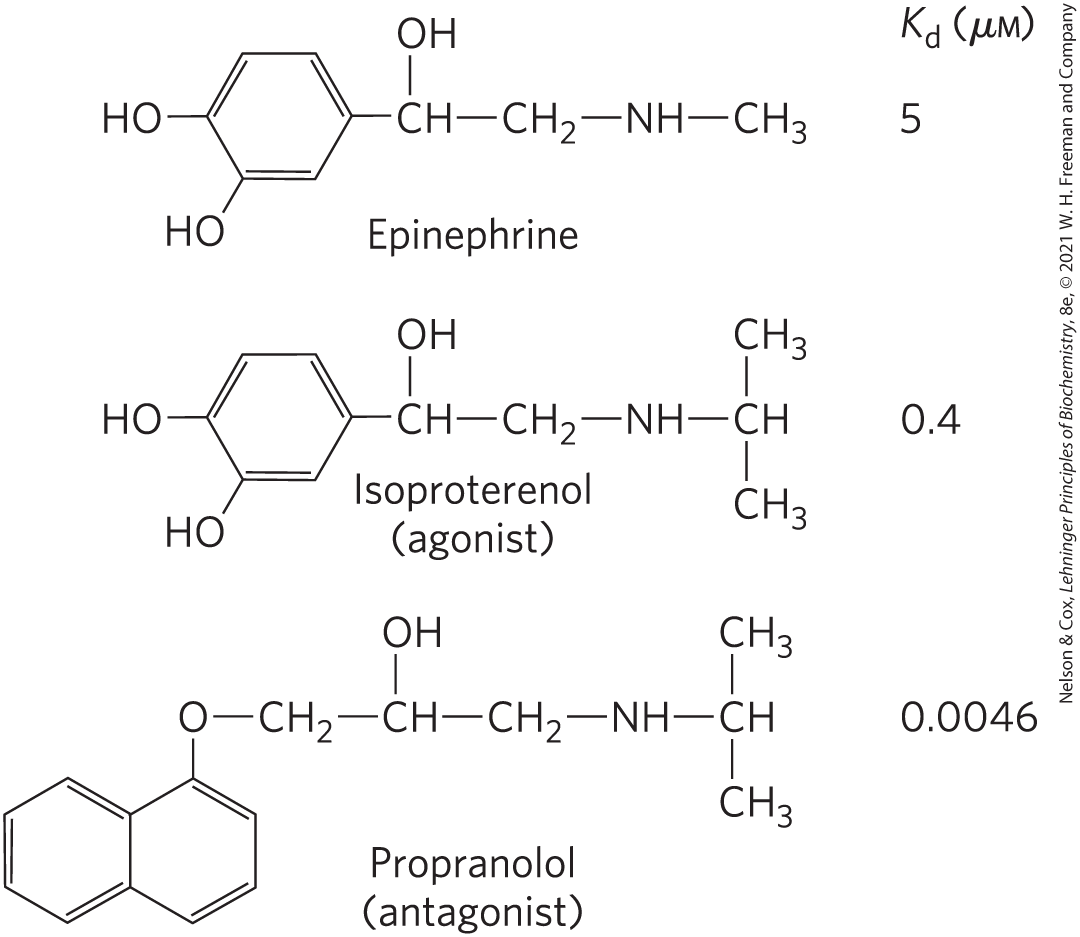 K_d (μM)
OH
HO—CH—CH₂—NH—CH₃ 5
HO
Epinephrine
OH CH₃
HO—CH—CH₂—NH—CH 0.4
HO
CH₃
Isoproterenol
(agonist)
OH CH₃
O—CH₂—CH—CH₂—NH—CH 0.0046
CH₃
Propranolol
(antagonist)
Nelson & Cox, Lehninger Principles of Biochemistry, 8e, © 2021 W. H. Freeman and Company